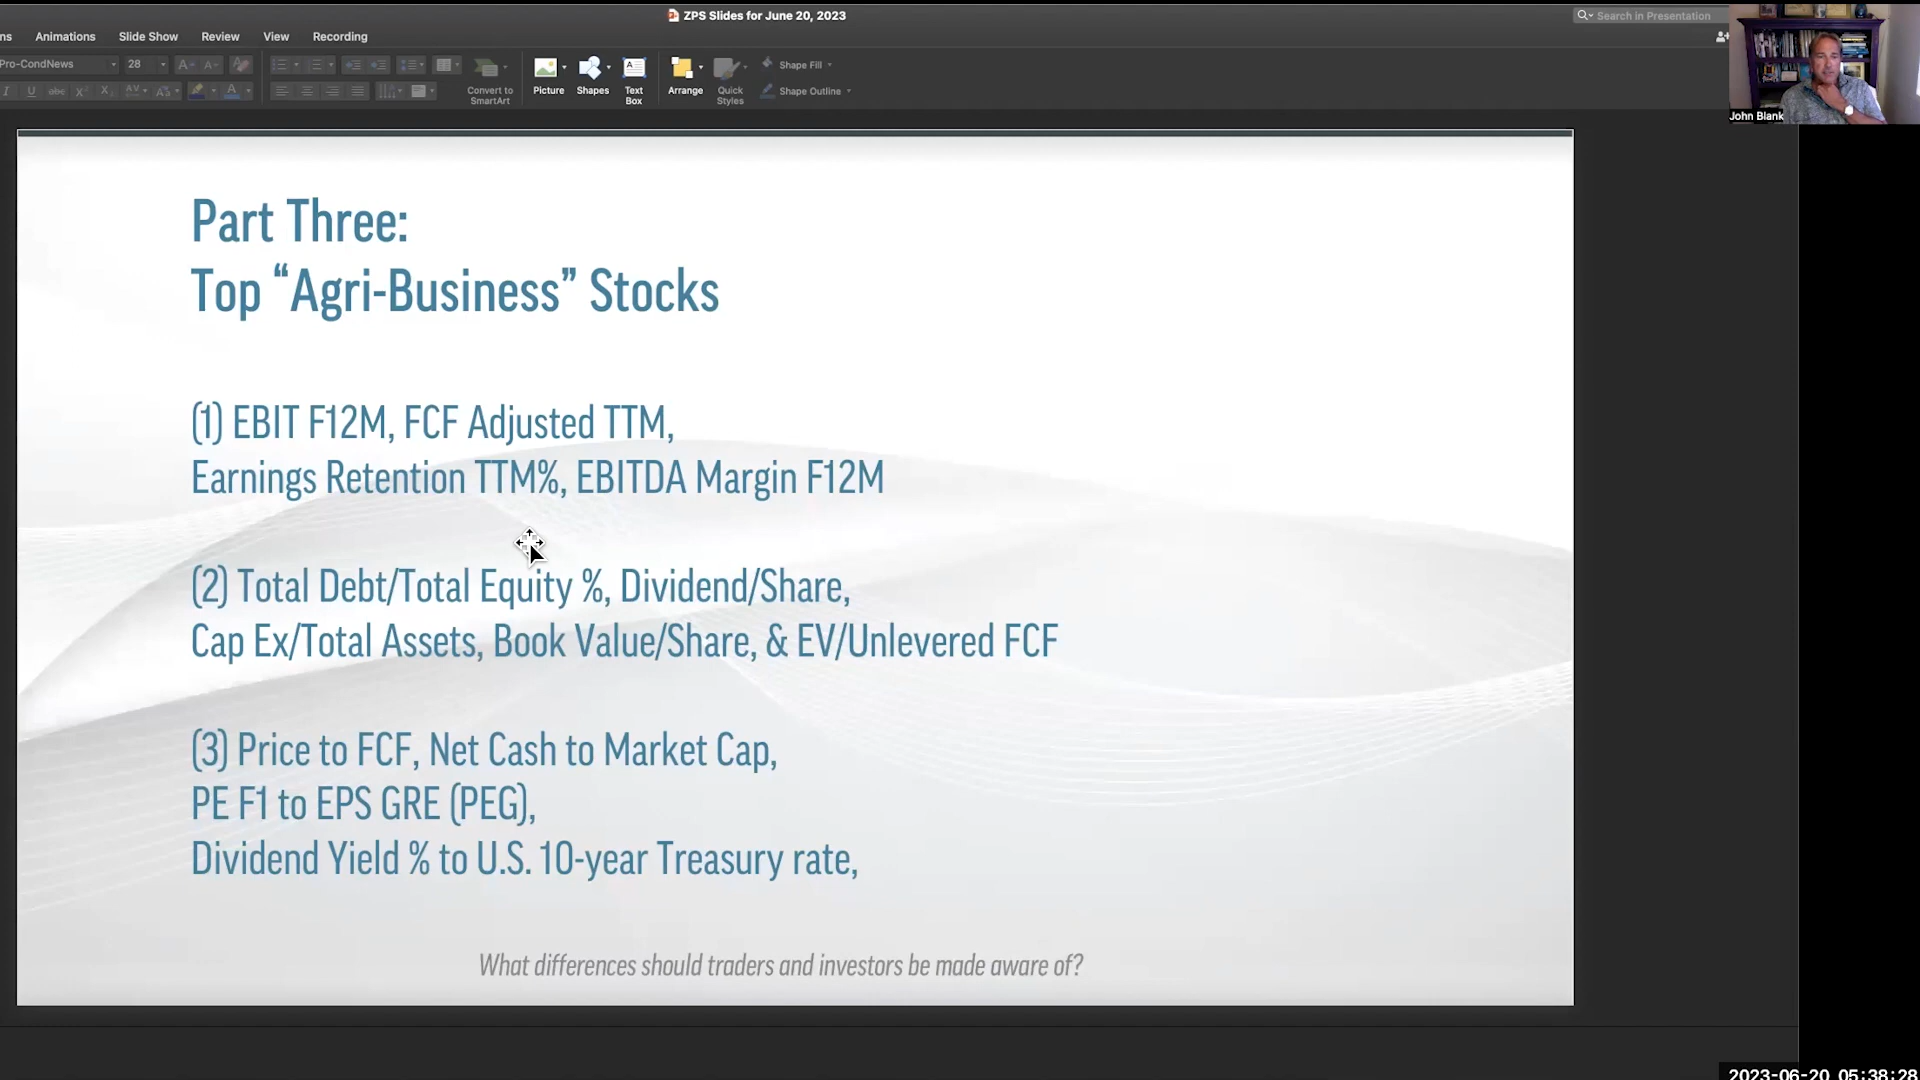 ZPS Slides for June 20, 2023
Search in Presentation
ns Animations Slide Show Review View Recording
Pro-CondNews 28
Convert to SmartArt
Picture
Shapes
Text Box
Arrange
Quick Styles
Shape Fill
Shape Outline
John Blank
Part Three:
Top “Agri-Business” Stocks
(1) EBIT F12M, FCF Adjusted TTM,
Earnings Retention TTM%, EBITDA Margin F12M
(2) Total Debt/Total Equity %, Dividend/Share,
Cap Ex/Total Assets, Book Value/Share, & EV/Unlevered FCF
(3) Price to FCF, Net Cash to Market Cap,
PE F1 to EPS GRE (PEG),
Dividend Yield % to U.S. 10-year Treasury rate,
What differences should traders and investors be made aware of?
2023-06-20 05:38:28